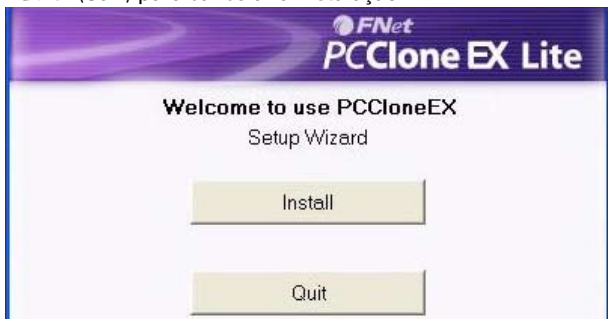 FNet
PCClone EX Lite
Welcome to use PCCloneEX
Setup Wizard
Install
Quit